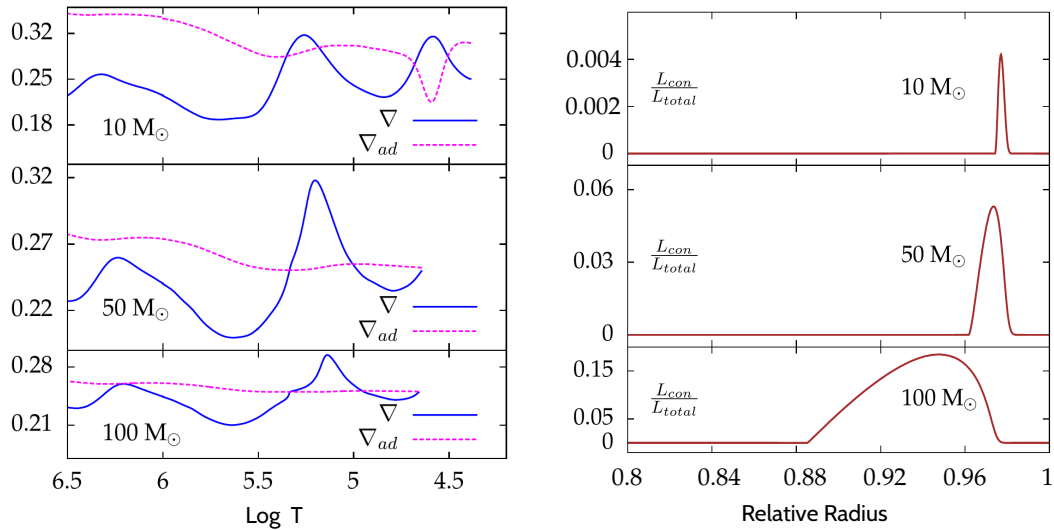 0.32
0.25
0.18
10 M⊙
∇
∇ad
0.32
0.27
0.22
50 M⊙
∇
∇ad
0.28
0.21
100 M⊙
∇
∇ad
6.5 6 5.5 5 4.5
Log T
0.004
0.002
0
Lcon
Ltotal
10 M⊙
0.06
0.03
0
Lcon
Ltotal
50 M⊙
0.15
0.05
0
Lcon
Ltotal
100 M⊙
0.8 0.84 0.88 0.92 0.96 1
Relative Radius